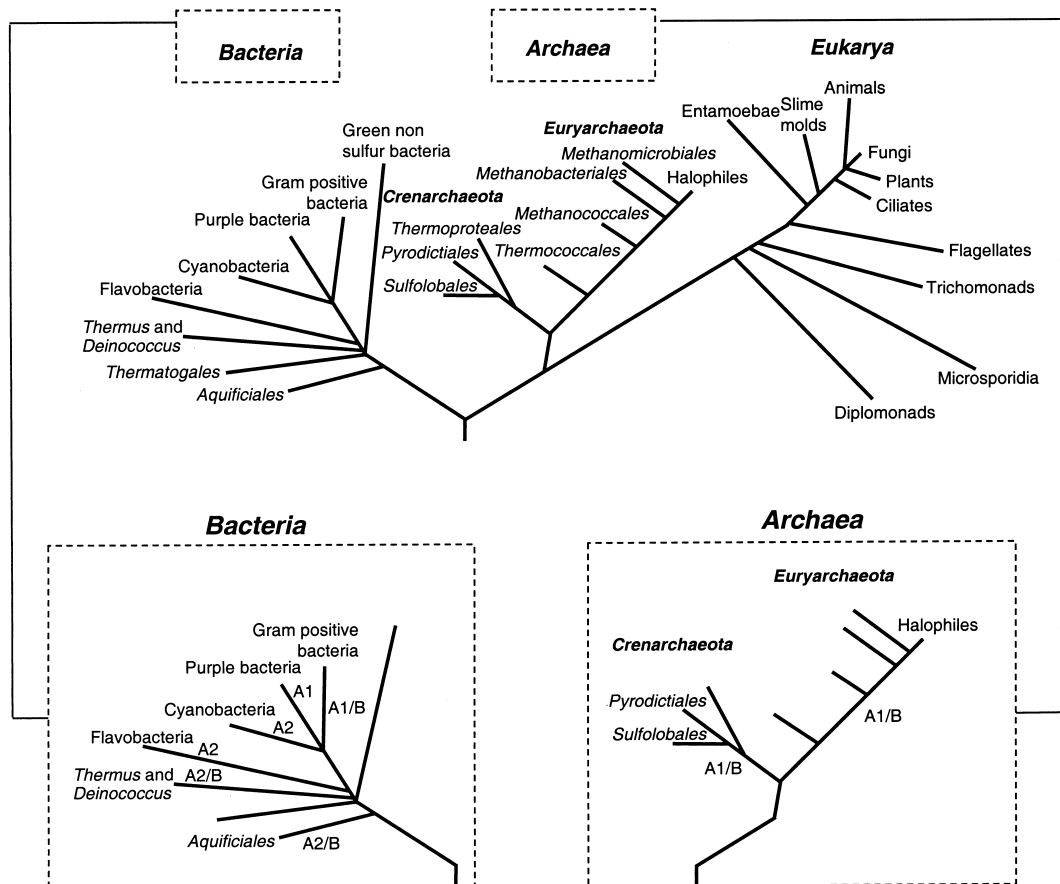 Bacteria
Archaea
Eukarya
Green non
sulfur bacteria
Gram positive
bacteria
Purple bacteria
Cyanobacteria
Flavobacteria
Thermus and
Deinococcus
Thermatogales
Aquificiales
Crenarchaeota
Thermoproteales
Pyrodictiales
Sulfolobales
Euryarchaeota
Methanomicrobiales
Methanobacteriales
Halophiles
Methanococcales
Thermococcales
Entamoebae
Slime
molds
Animals
Fungi
Plants
Ciliates
Flagellates
Trichomonads
Microsporidia
Diplomonads
Bacteria
Gram positive
bacteria
Purple bacteria
A1
A1/B
Cyanobacteria
A2
Flavobacteria
A2
Thermus and
Deinococcus
A2/B
Aquificiales
A2/B
Archaea
Euryarchaeota
Halophiles
Crenarchaeota
Pyrodictiales
Sulfolobales
A1/B
A1/B